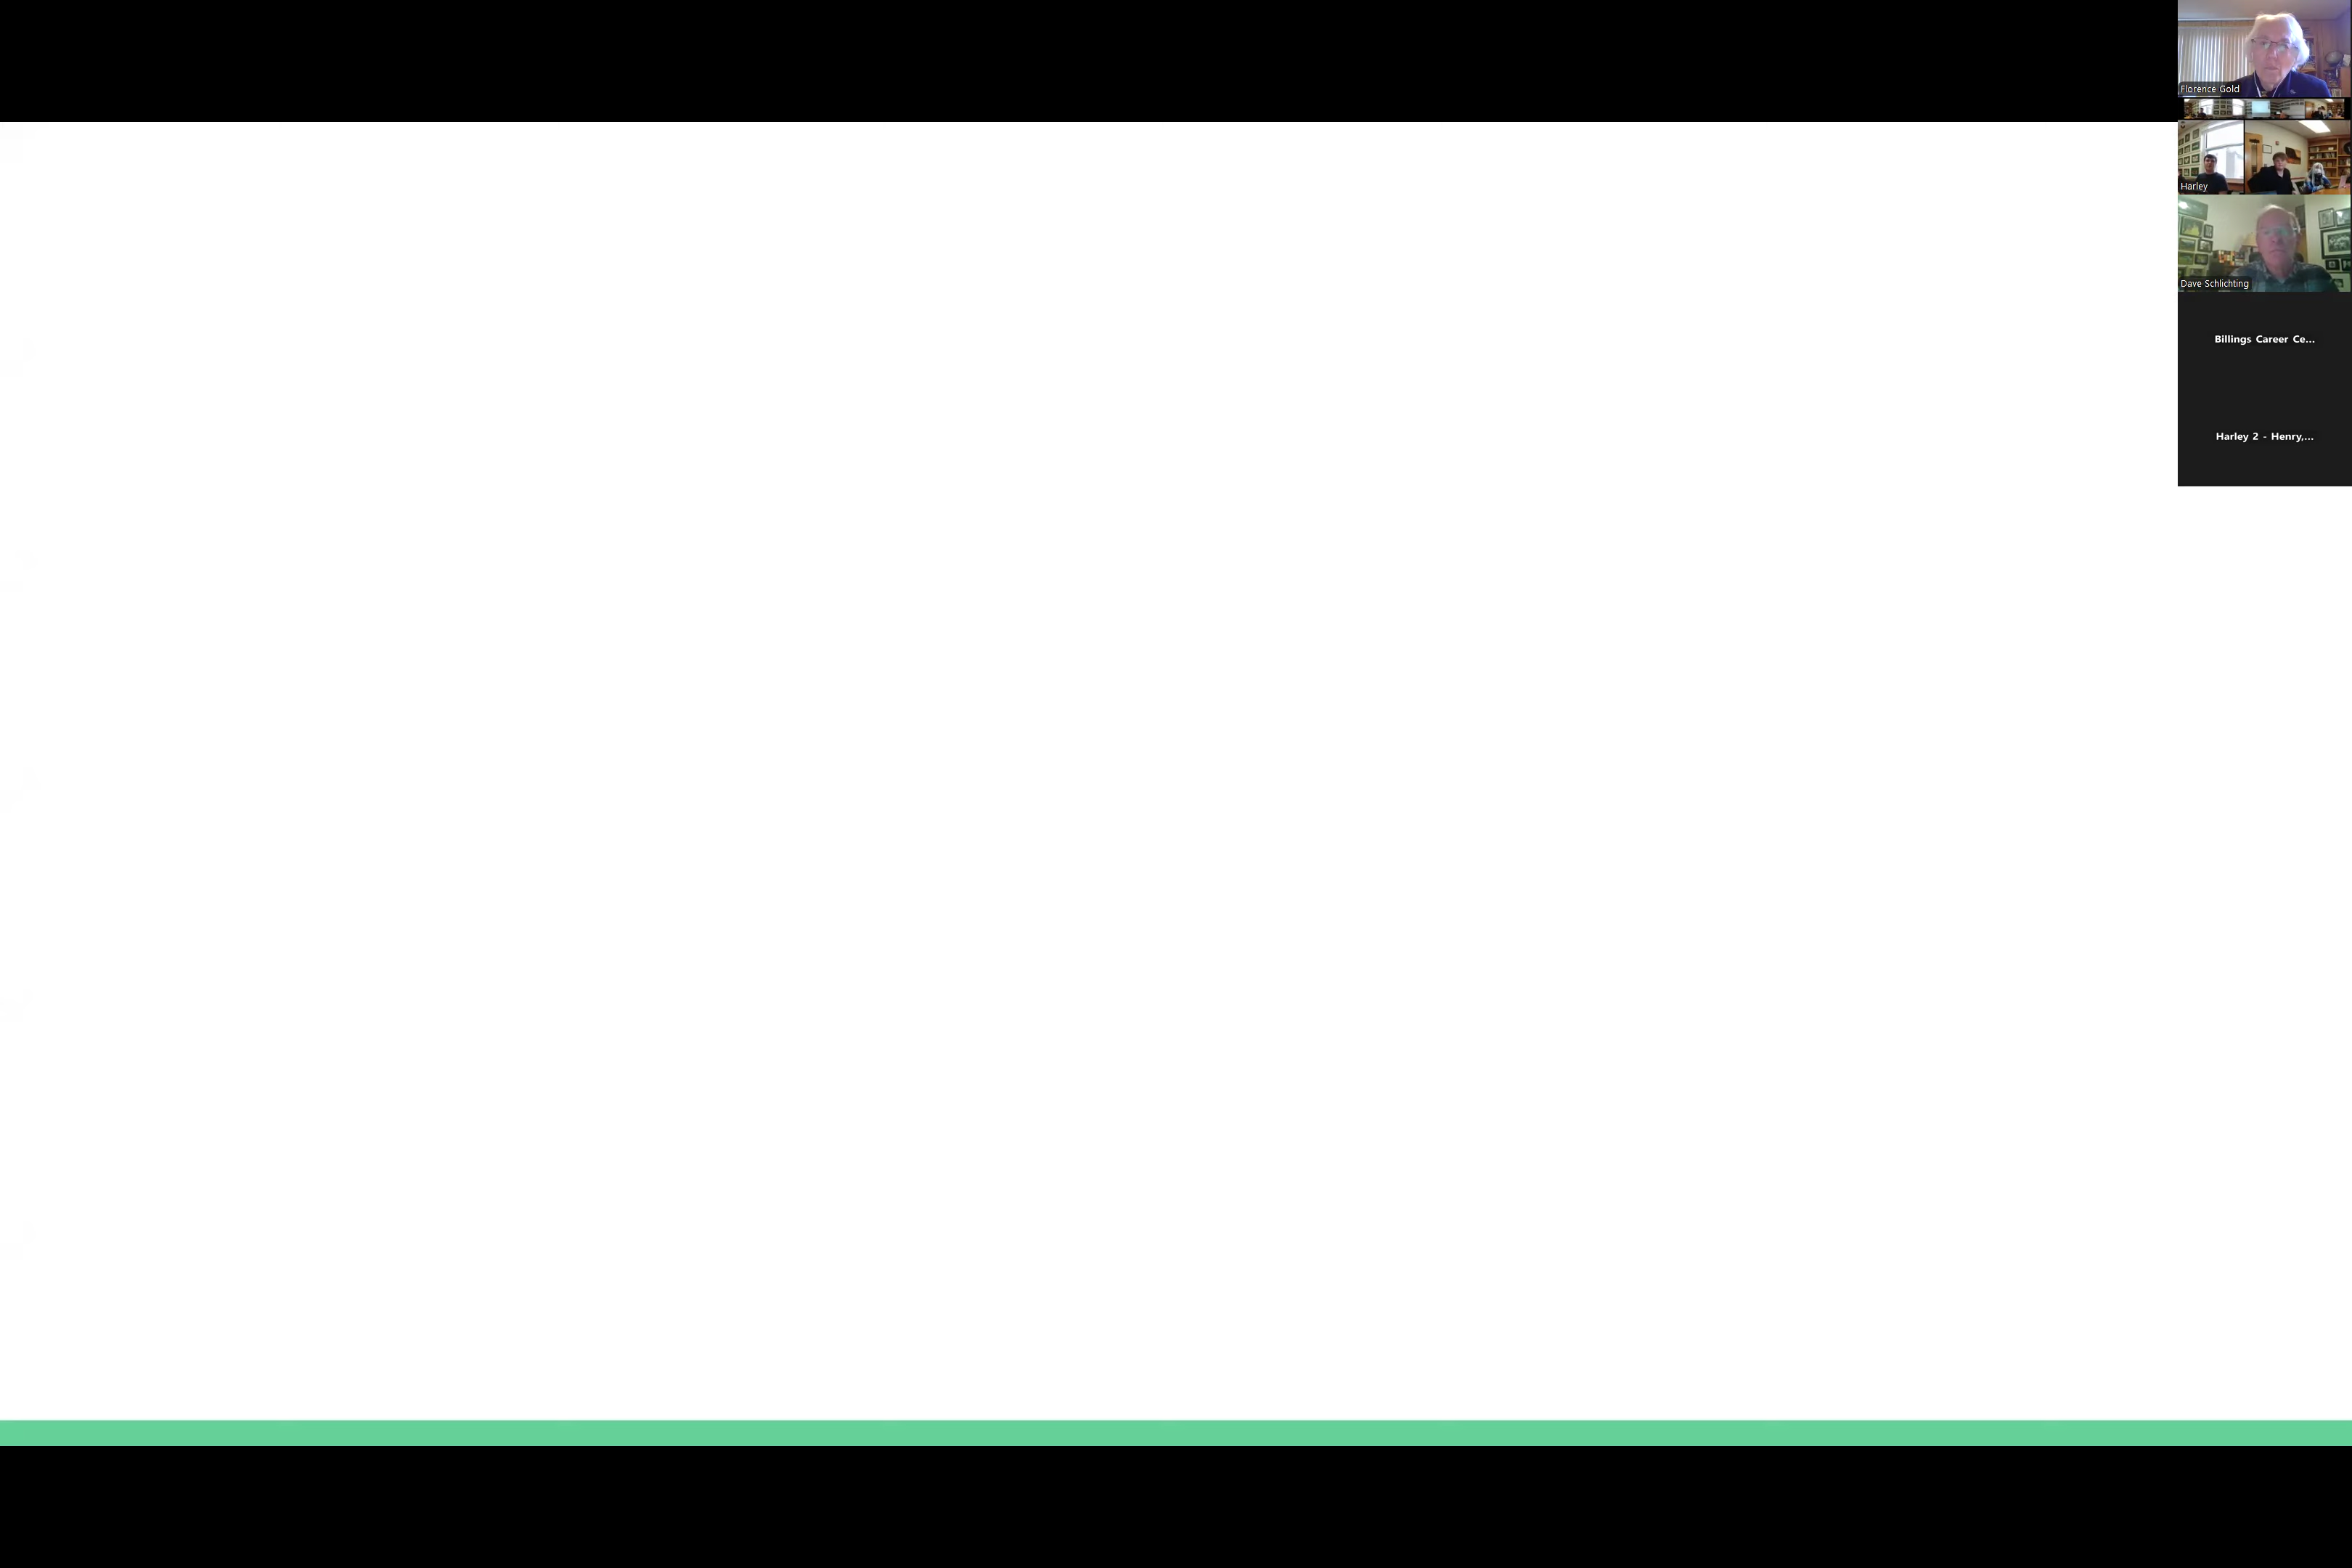 Florence Gold
Harley
Dave Schlichting
Billings Career Ce...
Harley 2 - Henry,...